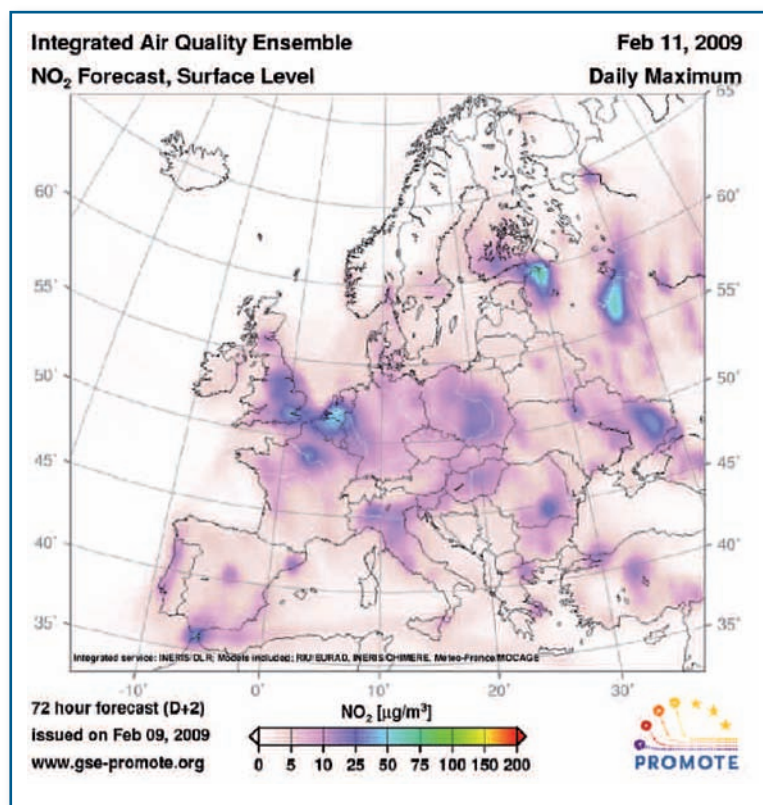 Integrated Air Quality Ensemble
Feb 11, 2009
NO₂ Forecast, Surface Level
Daily Maximum
65°
60°
60°
55°
55°
50°
50°
45°
45°
40°
40°
35°
35°
Integrated service: INERIS/DLR; Models included: RIU/EURAD, INERIS/CHIMERE, Meteo-France/MOCAGE
-10° 0° 10° 20° 30°
72 hour forecast (D+2)
NO₂ [µg/m³]
issued on Feb 09, 2009
www.gse-promote.org
0 5 10 25 50 75 100 150 200
PROMOTE